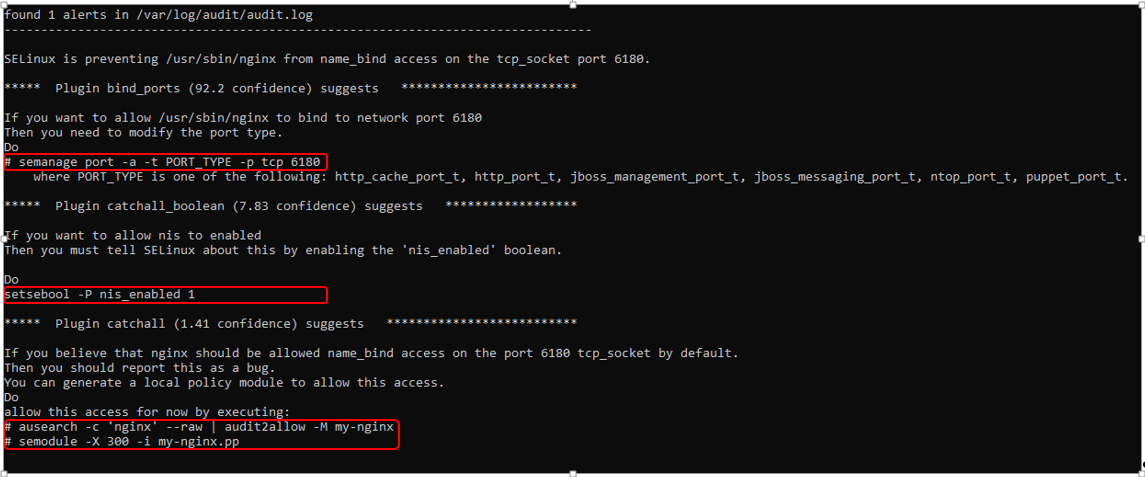 found 1 alerts in /var/log/audit/audit.log
--------------------------------------------------------------------------------
SELinux is preventing /usr/sbin/nginx from name_bind access on the tcp_socket port 6180.
*****  Plugin bind_ports (92.2 confidence) suggests   ************************
If you want to allow /usr/sbin/nginx to bind to network port 6180
Then you need to modify the port type.
Do
# semanage port -a -t PORT_TYPE -p tcp 6180
    where PORT_TYPE is one of the following: http_cache_port_t, http_port_t, jboss_management_port_t, jboss_messaging_port_t, ntop_port_t, puppet_port_t.
*****  Plugin catchall_boolean (7.83 confidence) suggests   ******************
If you want to allow nis to enabled
Then you must tell SELinux about this by enabling the 'nis_enabled' boolean.
Do
setsebool -P nis_enabled 1
*****  Plugin catchall (1.41 confidence) suggests   **************************
If you believe that nginx should be allowed name_bind access on the port 6180 tcp_socket by default.
Then you should report this as a bug.
You can generate a local policy module to allow this access.
Do
allow this access for now by executing:
# ausearch -c 'nginx' --raw | audit2allow -M my-nginx
# semodule -X 300 -i my-nginx.pp